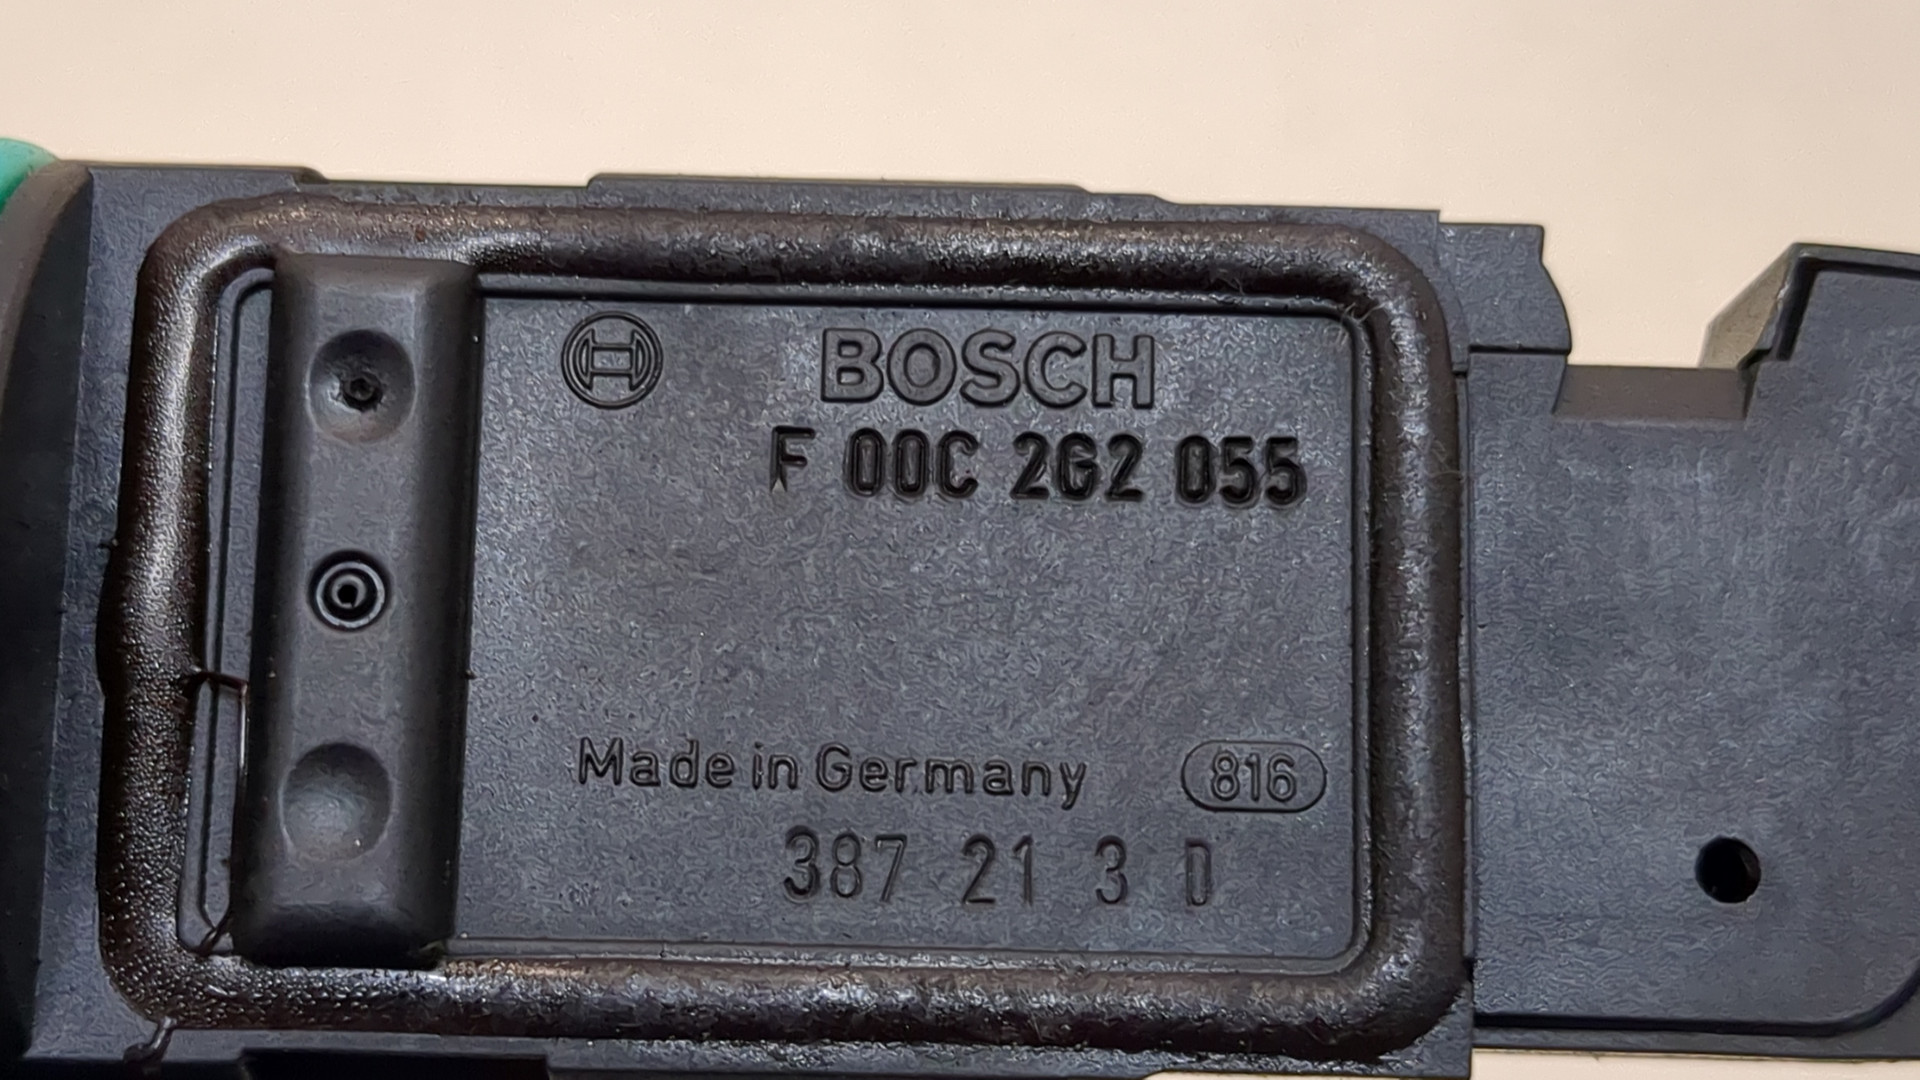 BOSCH
F 00C 2G2 055
Made in Germany 816
387 21 3 D